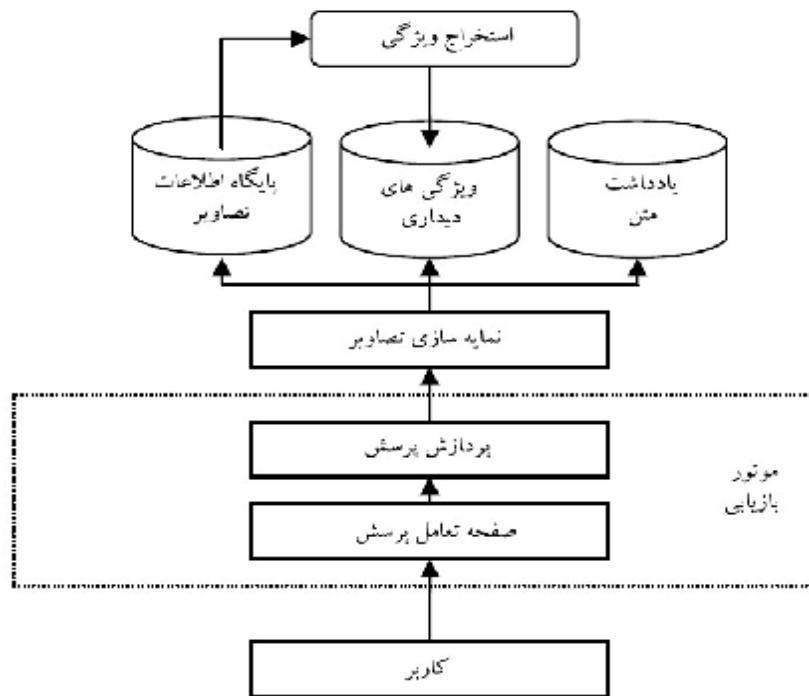 استخراج ویژگی
پایگاه اطلاعات
تصاویر
ویژگی های
دیداری
یادداشت
متن
نمایه سازی تصاویر
پردازش پرسش
صفحه تعامل پرسش
موتور
بازیابی
کاربر